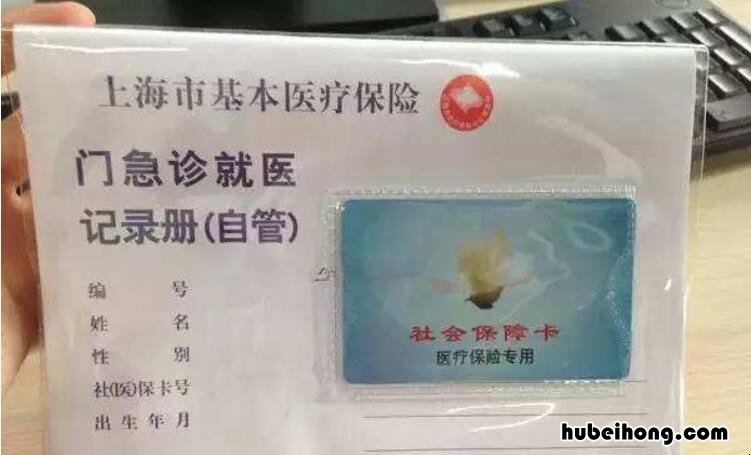 上海市基本医疗保险
门急诊就医
记录册(自管)
编 号
姓 名
性 别
社(医)保卡号
出生年月
社会保障卡
医疗保险专用
hubeihong.com